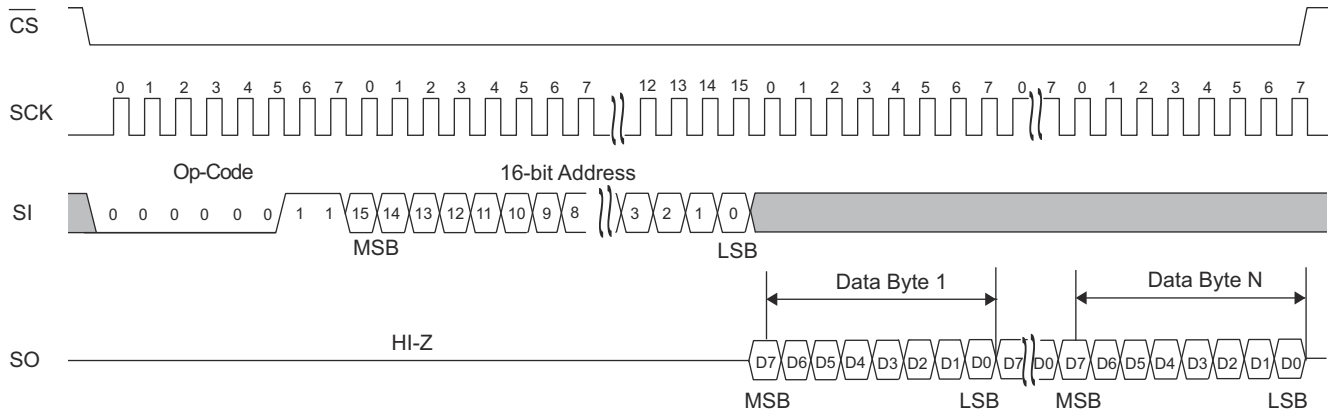 CS
0 1 2 3 4 5 6 7 0 1 2 3 4 5 6 7 12 13 14 15 0 1 2 3 4 5 6 7 0 7 0 1 2 3 4 5 6 7
SCK
Op-Code 16-bit Address
SI 0 0 0 0 0 0 1 1 15 14 13 12 11 10 9 8 3 2 1 0
MSB LSB
Data Byte 1 Data Byte N
HI-Z
SO D7 D6 D5 D4 D3 D2 D1 D0 D7 D0 D7 D6 D5 D4 D3 D2 D1 D0
MSB LSB MSB LSB